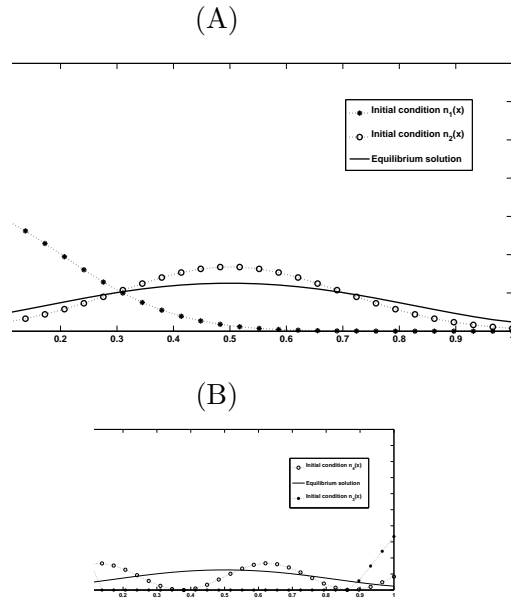 (A)
Initial condition n1(x)
Initial condition n2(x)
Equilibrium solution
0.2 0.3 0.4 0.5 0.6 0.7 0.8 0.9 1
(B)
Initial condition n4(x)
Equilibrium solution
Initial condition n3(x)
0.2 0.3 0.4 0.5 0.6 0.7 0.8 0.9 1